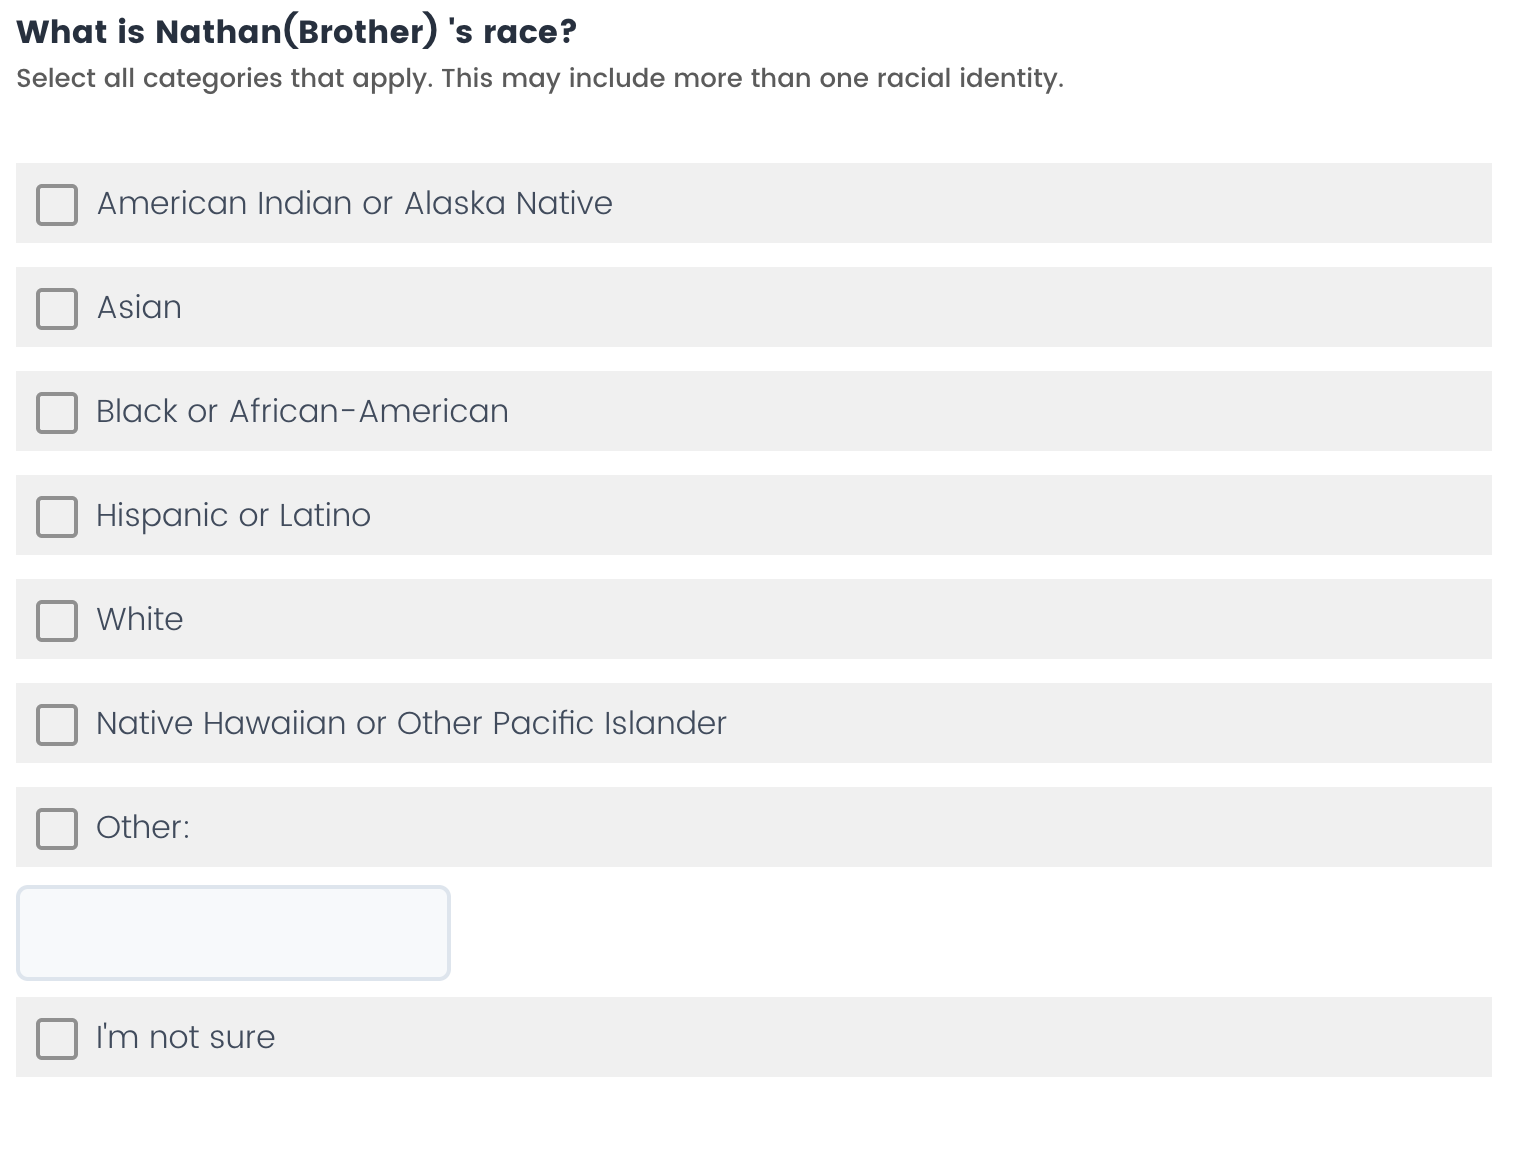 What is Nathan(Brother) 's race?
Select all categories that apply. This may include more than one racial identity.
American Indian or Alaska Native
Asian
Black or African-American
Hispanic or Latino
White
Native Hawaiian or Other Pacific Islander
Other:
I'm not sure